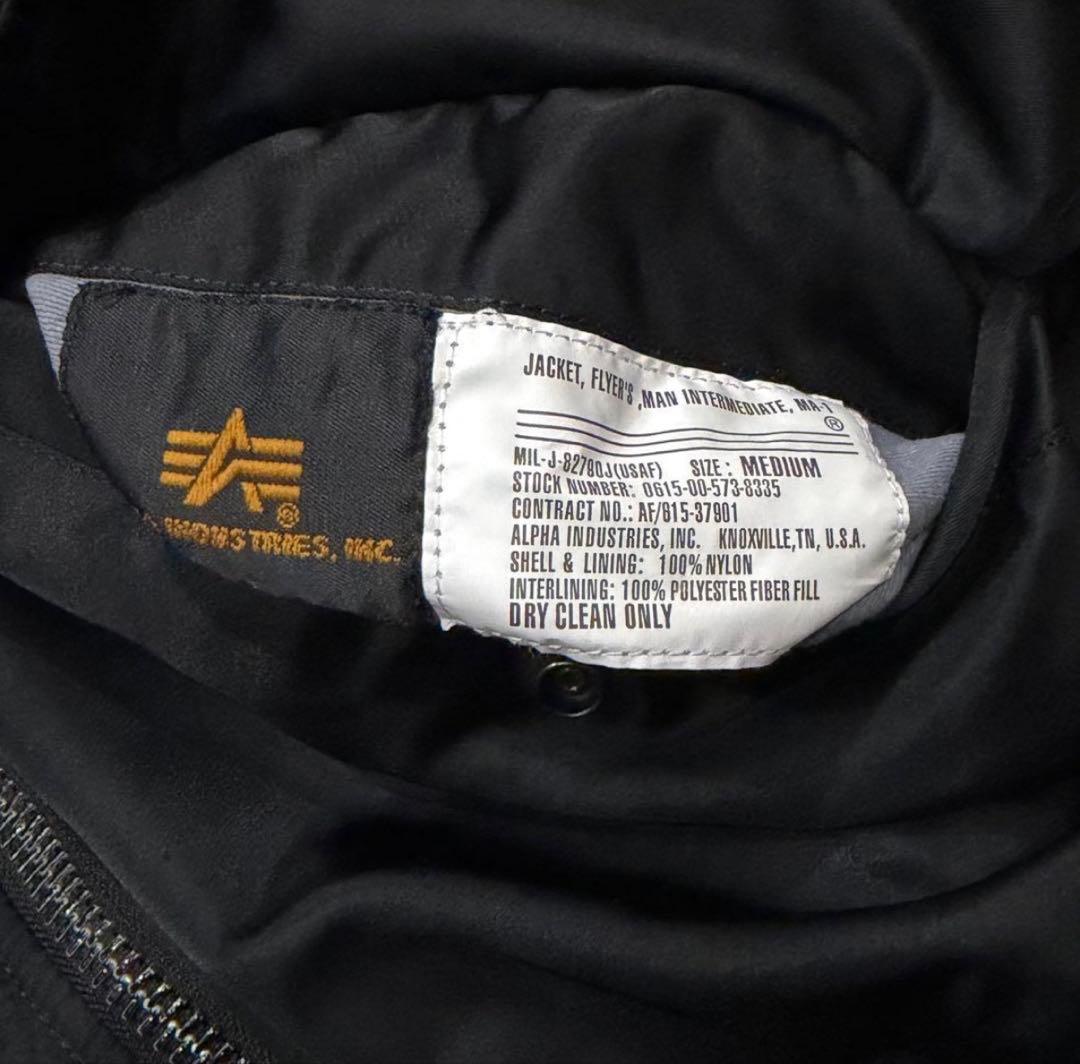 INDUSTRIES, INC.
JACKET, FLYER'S ,MAN INTERMEDIATE, MA-1
®
MIL-J-82790J(USAF) SIZE : MEDIUM
STOCK NUMBER: 0615-00-573-8335
CONTRACT NO.: AF/615-37901
ALPHA INDUSTRIES, INC. KNOXVILLE,TN, U.S.A.
SHELL & LINING: 100% NYLON
INTERLINING: 100% POLYESTER FIBER FILL
DRY CLEAN ONLY